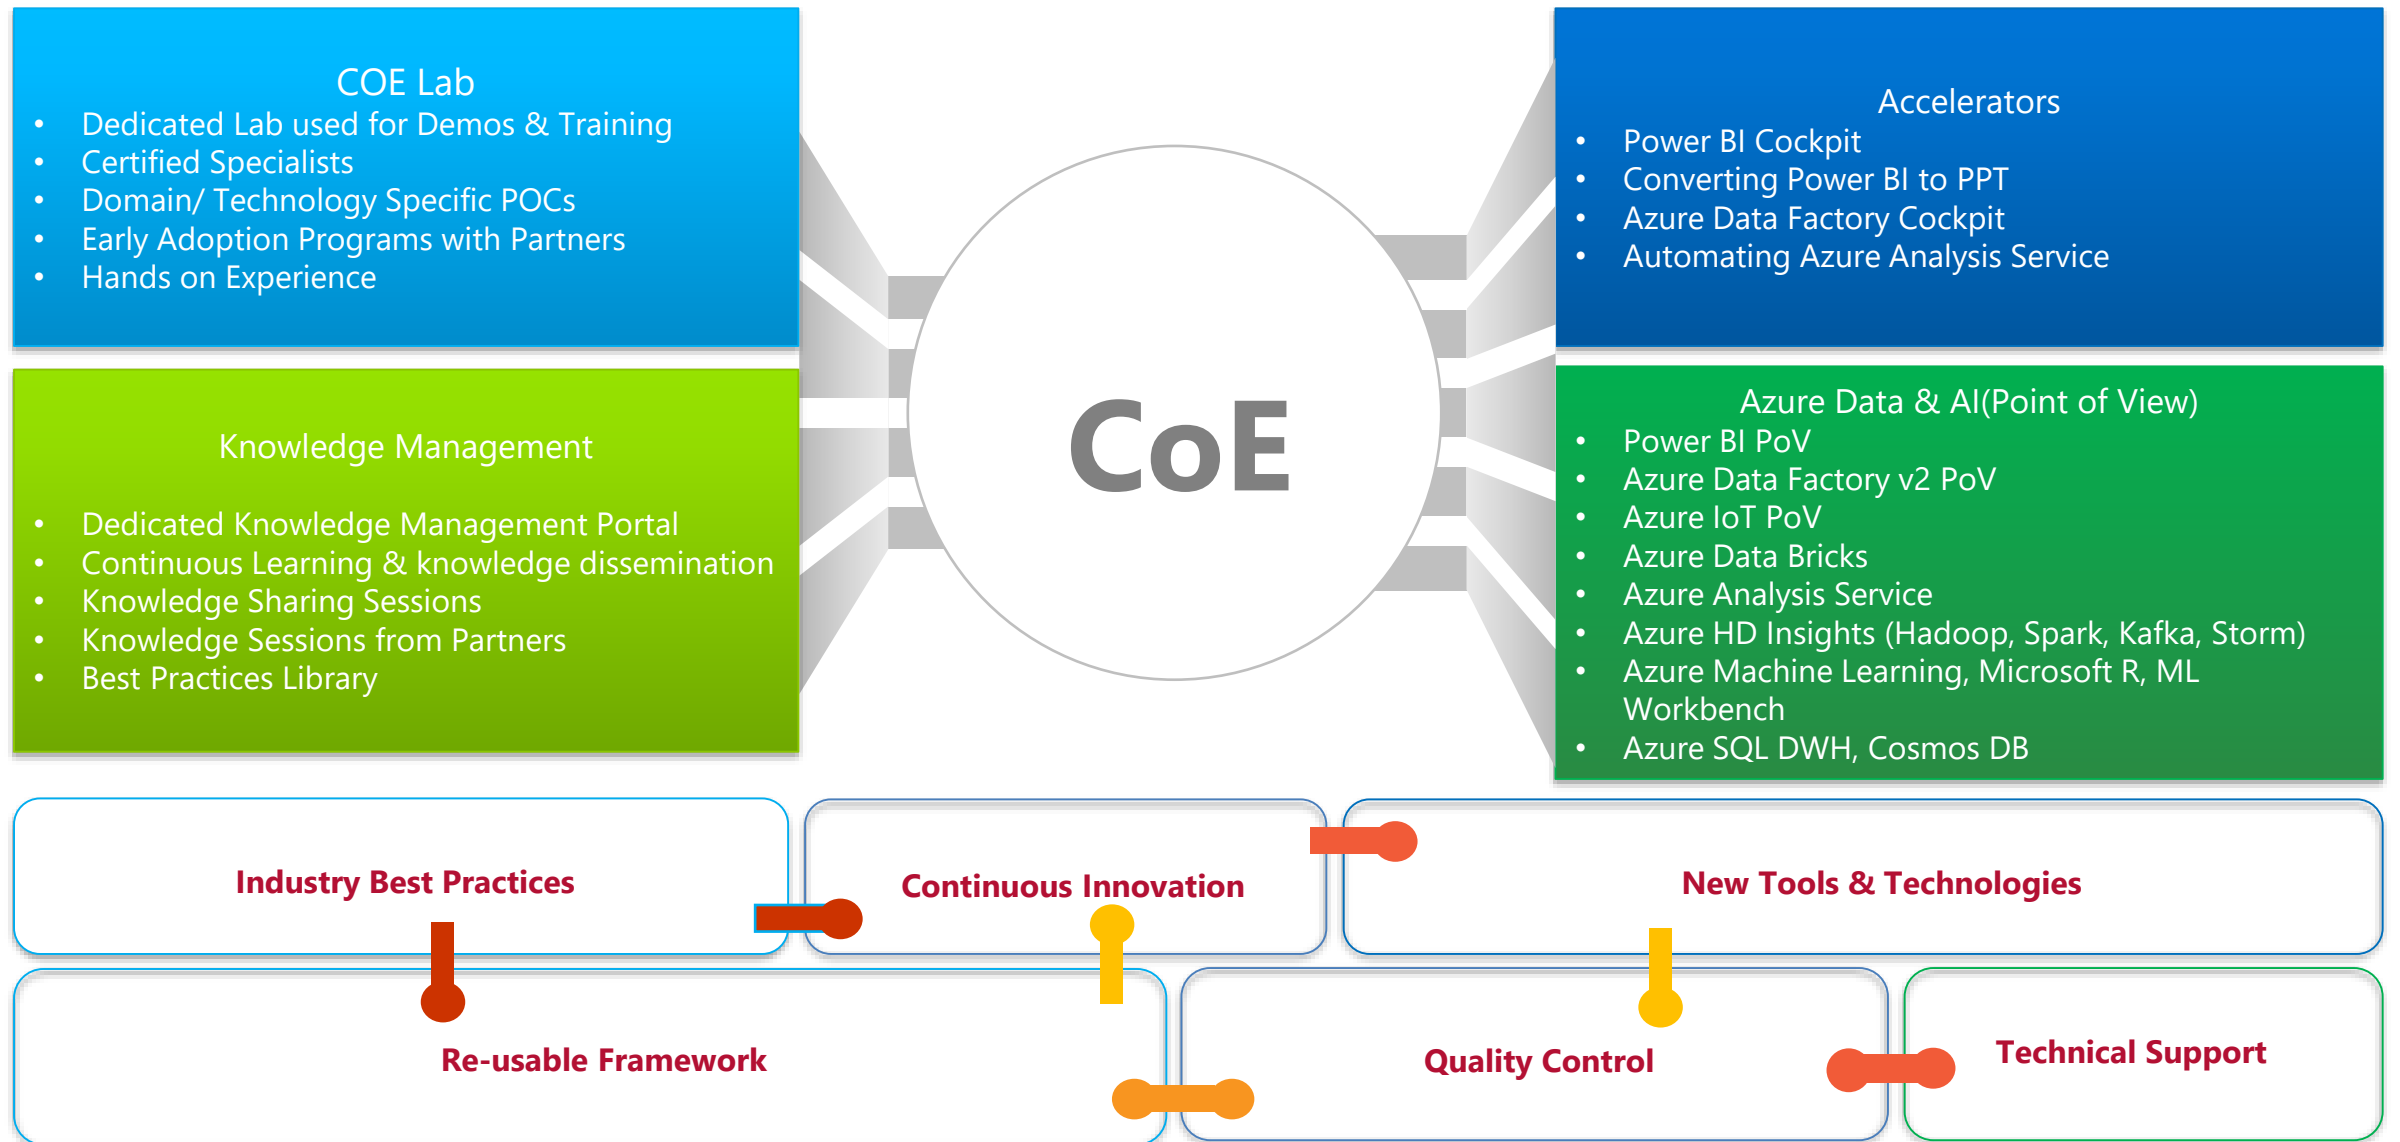 COE Lab
• Dedicated Lab used for Demos & Training
• Certified Specialists
• Domain/ Technology Specific POCs
• Early Adoption Programs with Partners
• Hands on Experience
Knowledge Management
• Dedicated Knowledge Management Portal
• Continuous Learning & knowledge dissemination
• Knowledge Sharing Sessions
• Knowledge Sessions from Partners
• Best Practices Library
CoE
Accelerators
• Power BI Cockpit
• Converting Power BI to PPT
• Azure Data Factory Cockpit
• Automating Azure Analysis Service
Azure Data & AI(Point of View)
• Power BI PoV
• Azure Data Factory v2 PoV
• Azure IoT PoV
• Azure Data Bricks
• Azure Analysis Service
• Azure HD Insights (Hadoop, Spark, Kafka, Storm)
• Azure Machine Learning, Microsoft R, ML
Workbench
• Azure SQL DWH, Cosmos DB
Industry Best Practices
Continuous Innovation
New Tools & Technologies
Re-usable Framework
Quality Control
Technical Support